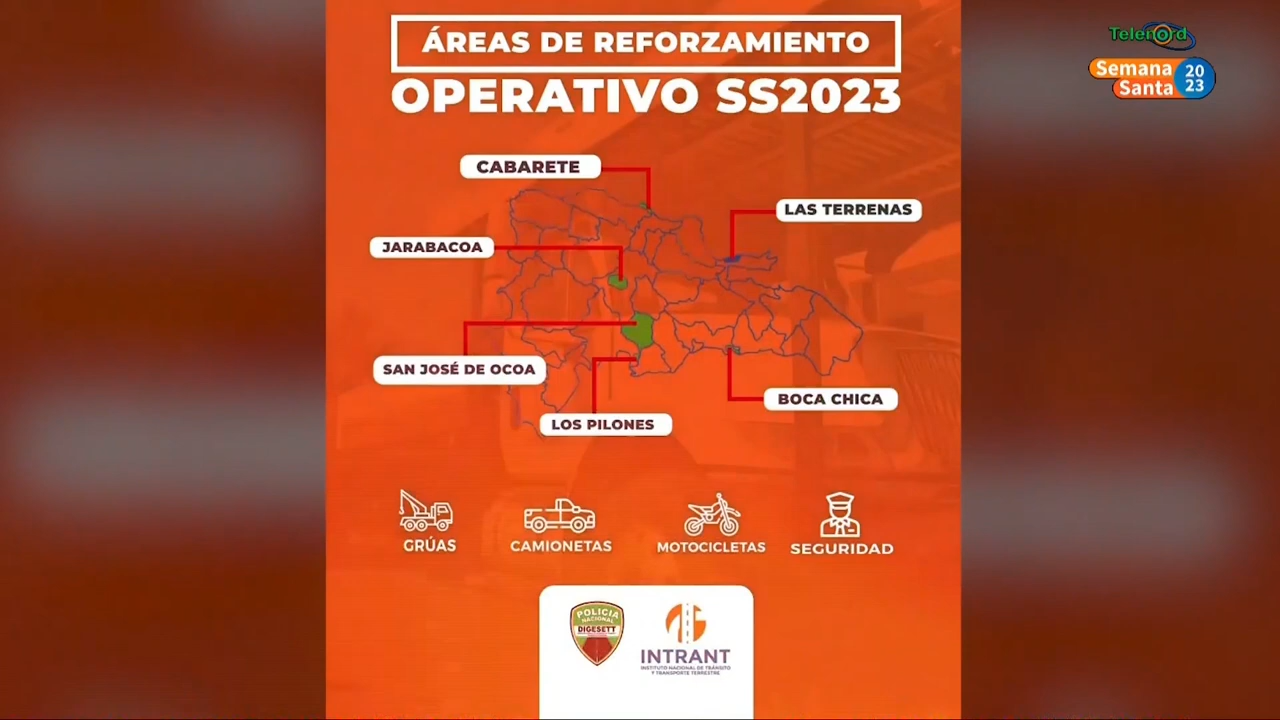 ÁREAS DE REFORZAMIENTO
OPERATIVO SS2023
Telenord
Semana
Santa
20
23
CABARETE
LAS TERRENAS
JARABACOA
SAN JOSÉ DE OCOA
BOCA CHICA
LOS PILONES
GRÚAS
CAMIONETAS
MOTOCICLETAS
SEGURIDAD
POLICIA
NACIONAL
DIGESETT
INTRANT
INSTITUTO NACIONAL DE TRÁNSITO
Y TRANSPORTE TERRESTRE